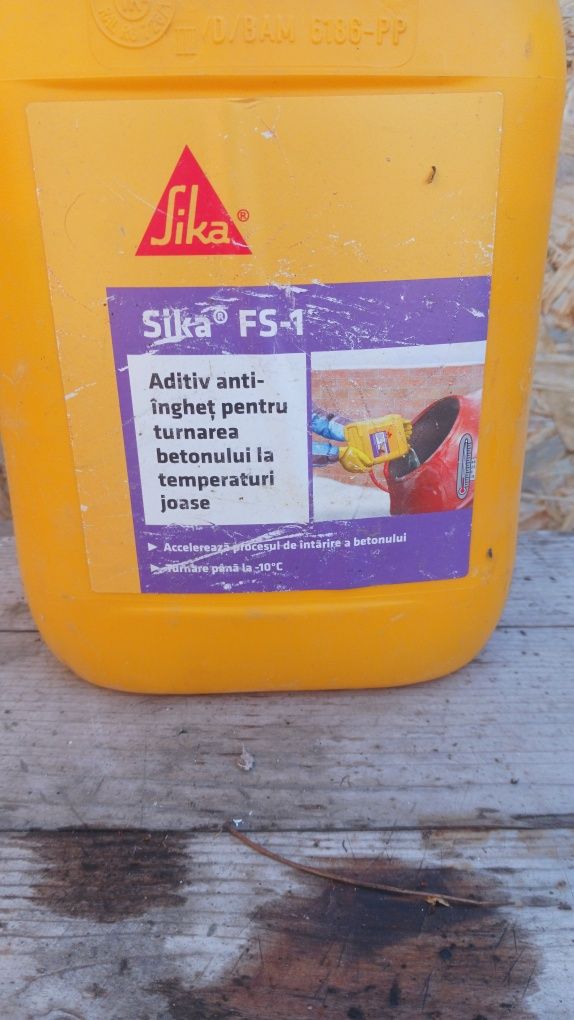 /D/BAM 6186-PP
Sika®
Sika® FS-1
Aditiv anti-
îngheț pentru
turnarea
betonului la
temperaturi
joase
▶ Accelerează procesul de întărire a betonului
▶ Turnare până la -10°C